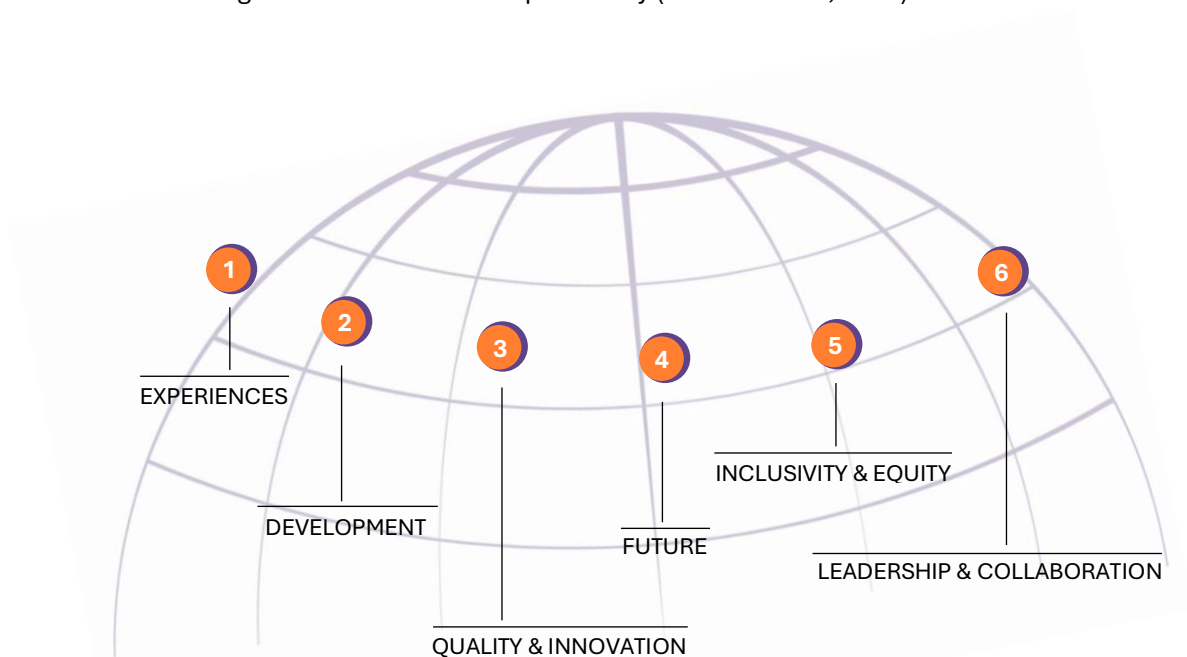 1
EXPERIENCES
2
DEVELOPMENT
3
QUALITY & INNOVATION
4
FUTURE
5
INCLUSIVITY & EQUITY
6
LEADERSHIP & COLLABORATION